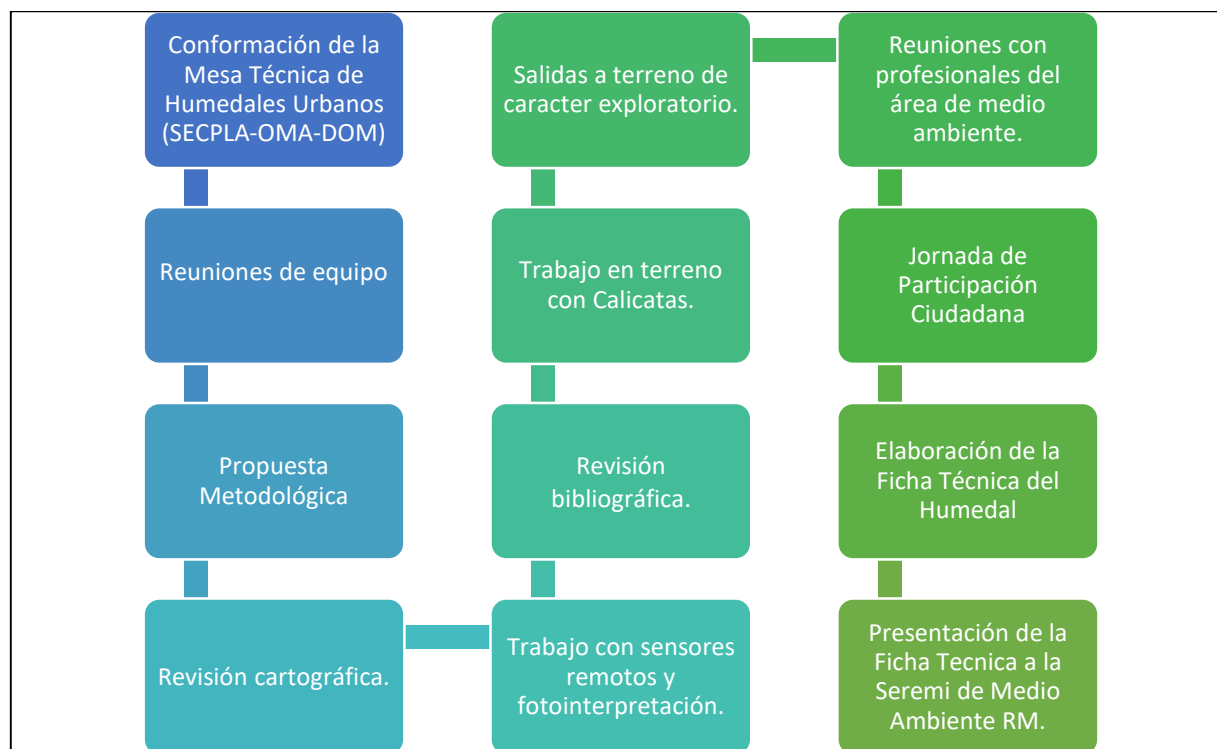 Conformación de la
Mesa Técnica de
Humedales Urbanos
(SECPLA-OMA-DOM)
Reuniones de equipo
Propuesta
Metodológica
Revisión cartográfica.
Trabajo con sensores
remotos y
fotointerpretación.
Revisión
bibliográfica.
Trabajo en terreno
con Calicatas.
Salidas a terreno de
caracter exploratorio.
Reuniones con
profesionales del
área de medio
ambiente.
Jornada de
Participación
Ciudadana
Elaboración de la
Ficha Técnica del
Humedal
Presentación de la
Ficha Tecnica a la
Seremi de Medio
Ambiente RM.